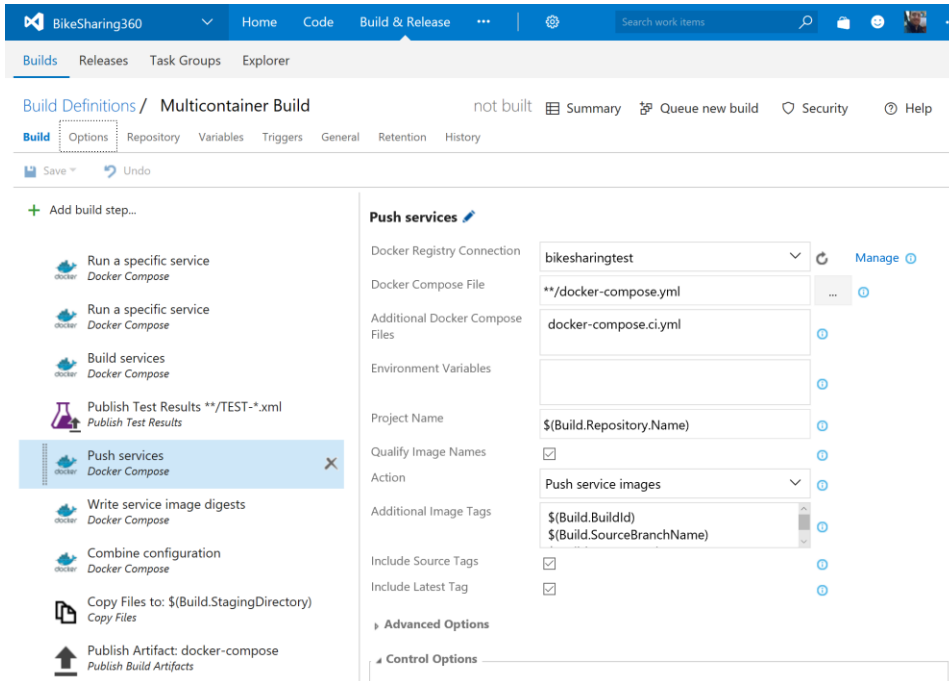 BikeSharing360 Home Code Build & Release ••• Search work items
Builds Releases Task Groups Explorer
Build Definitions / Multicontainer Build not built Summary Queue new build Security Help
Build Options Repository Variables Triggers General Retention History
Save Undo
+ Add build step...
Run a specific service
docker Docker Compose
Run a specific service
docker Docker Compose
Build services
docker Docker Compose
Publish Test Results **/TEST-*.xml
Publish Test Results
Push services
docker Docker Compose
Write service image digests
docker Docker Compose
Combine configuration
docker Docker Compose
Copy Files to: $(Build.StagingDirectory)
Copy Files
Publish Artifact: docker-compose
Publish Build Artifacts
Push services
Docker Registry Connection bikesharingtest Manage
Docker Compose File **/docker-compose.yml ...
Additional Docker Compose
Files docker-compose.ci.yml
Environment Variables
Project Name $(Build.Repository.Name)
Qualify Image Names
Action Push service images
Additional Image Tags $(Build.BuildId)
$(Build.SourceBranchName)
Include Source Tags
Include Latest Tag
Advanced Options
Control Options